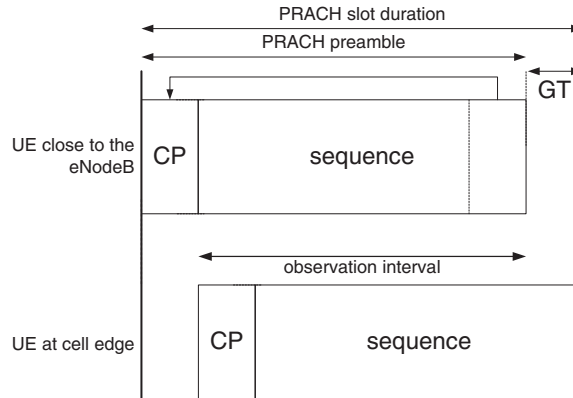 PRACH slot duration
PRACH preamble
GT
UE close to the
eNodeB
CP
sequence
observation interval
UE at cell edge
CP
sequence